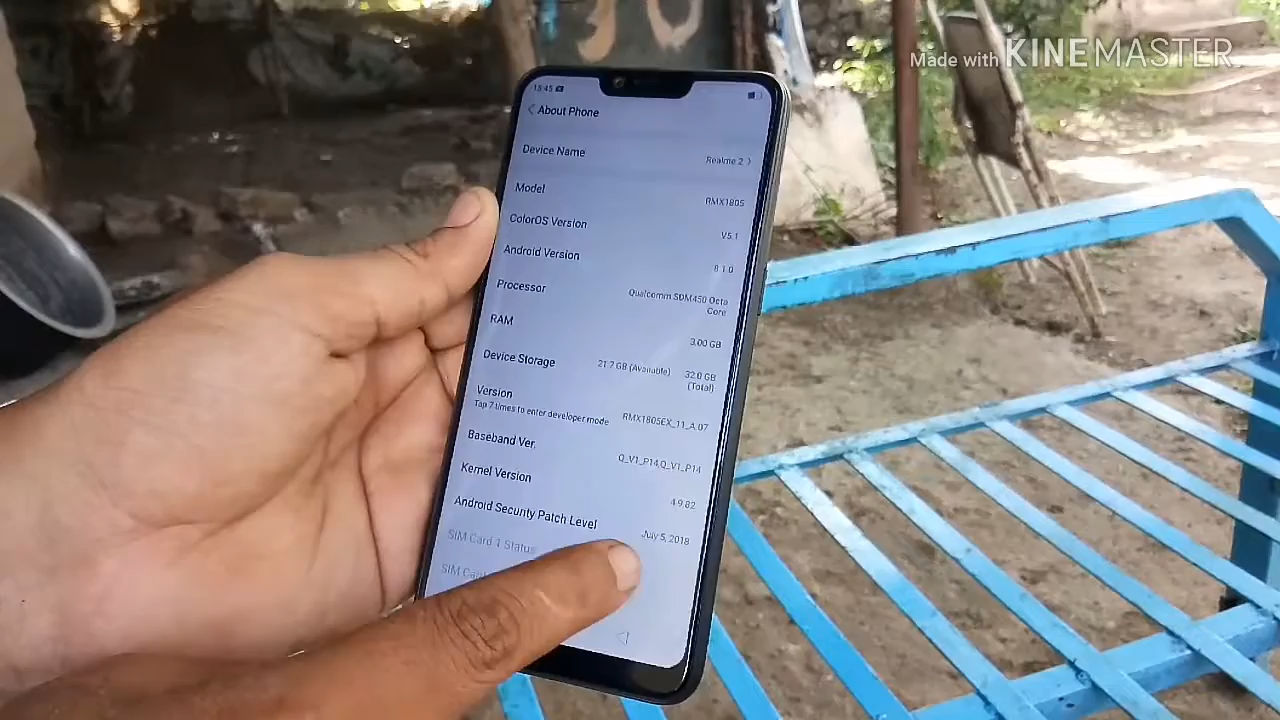 Made with KINEMASTER
15:45
About Phone
Device Name Realme 2
Model RMX1805
ColorOS Version V5.1
Android Version 8.1.0
Processor Qualcomm SDM450 Octa
Core
RAM 3.00 GB
Device Storage 21.7 GB (Available) 32.0 GB
(Total)
Version
Tap 7 times to enter developer mode RMX1805EX_11_A.07
Baseband Ver. Q_V1_P14,Q_V1_P14
Kernel Version 4.9.82
Android Security Patch Level July 5, 2018
SIM Card 1 Status
SIM